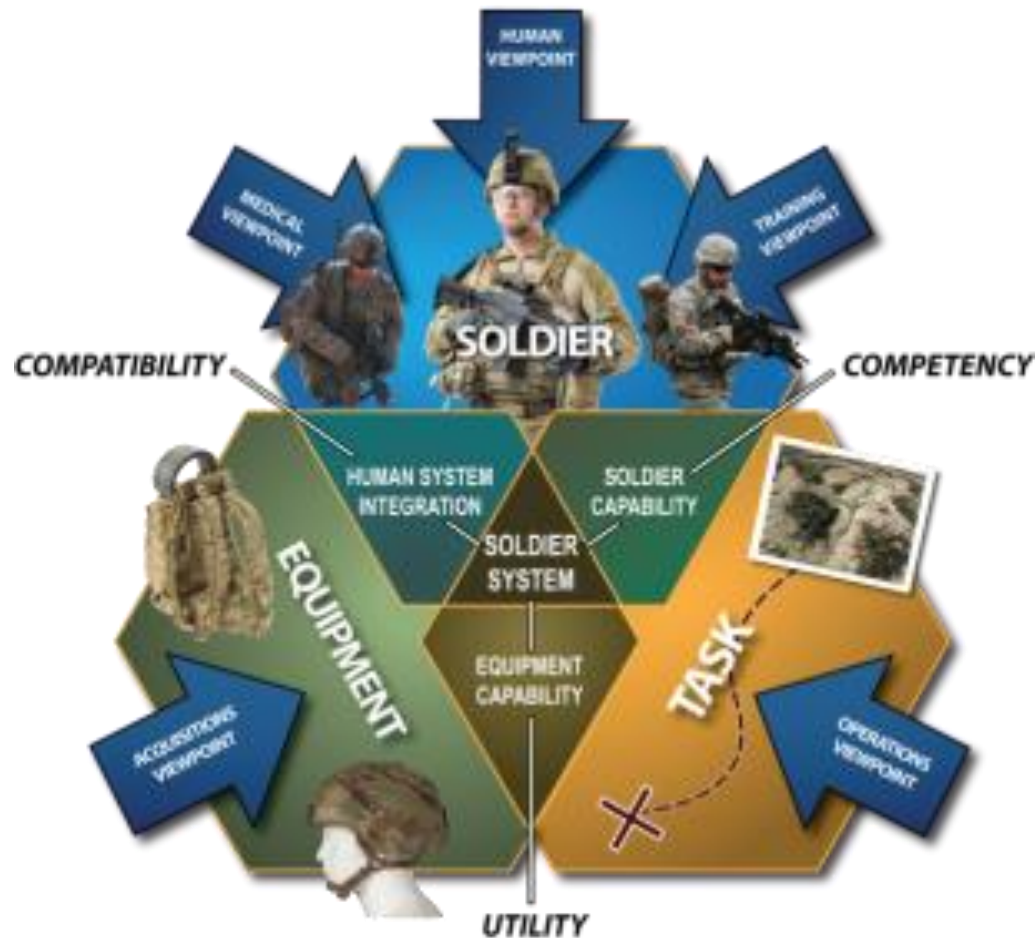 HUMAN
VIEWPOINT
MEDICAL
VIEWPOINT
TRAINING
VIEWPOINT
SOLDIER
COMPATIBILITY
COMPETENCY
HUMAN SYSTEM
INTEGRATION
SOLDIER
CAPABILITY
SOLDIER
SYSTEM
EQUIPMENT
TASK
EQUIPMENT
CAPABILITY
ACQUISITIONS
VIEWPOINT
OPERATIONS
VIEWPOINT
UTILITY